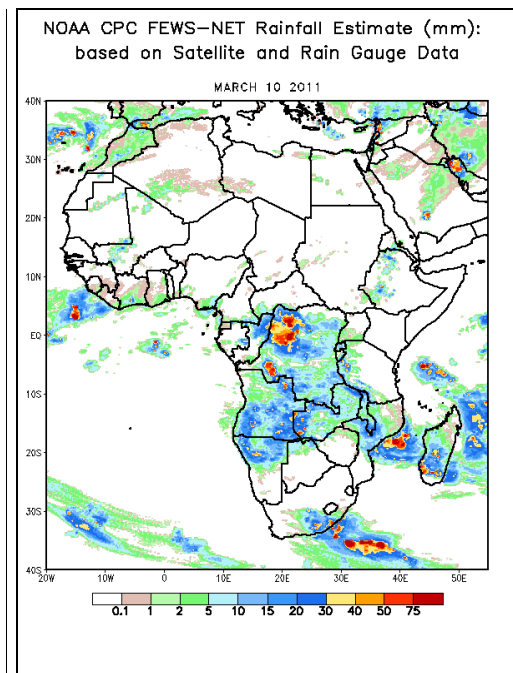 NOAA CPC FEWS-NET Rainfall Estimate (mm):
based on Satellite and Rain Gauge Data
MARCH 10 2011
40N
30N
20N
10N
EQ
10S
20S
30S
40S
20W 10W 0 10E 20E 30E 40E 50E
0.1 1 2 5 10 15 20 30 40 50 75